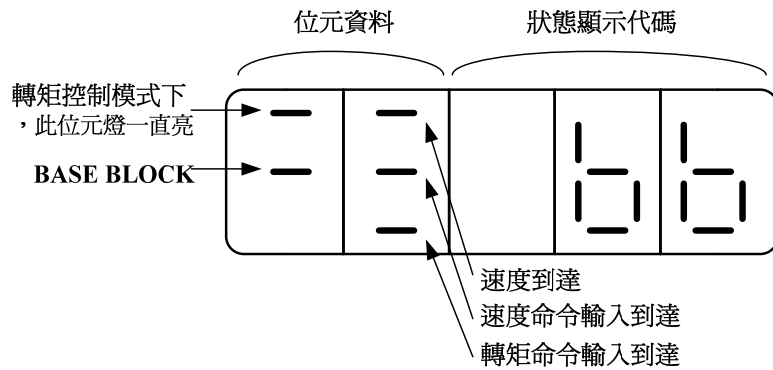 位元資料
狀態顯示代碼
轉矩控制模式下
，此位元燈一直亮
BASE BLOCK
bb
速度到達
速度命令輸入到達
轉矩命令輸入到達